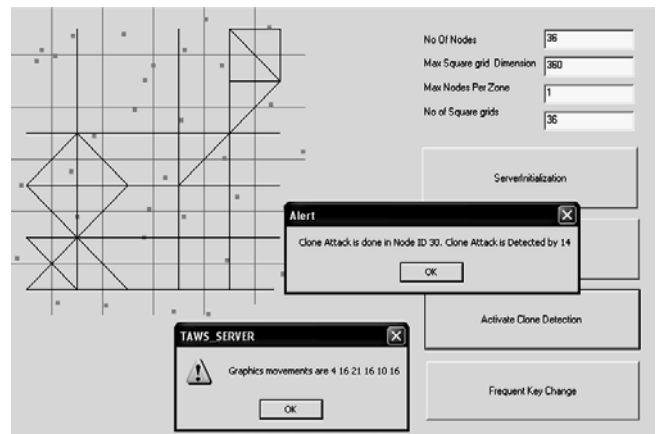 No Of Nodes
36
Max Square grid Dimension
360
Max Nodes Per Zone
1
No of Square grids
36
ServerInitialization
Alert
Clone Attack is done in Node ID 30. Clone Attack is Detected by 14
OK
Activate Clone Detection
TAWS_SERVER
Graphics movements are 4 16 21 16 10 16
OK
Frequent Key Change